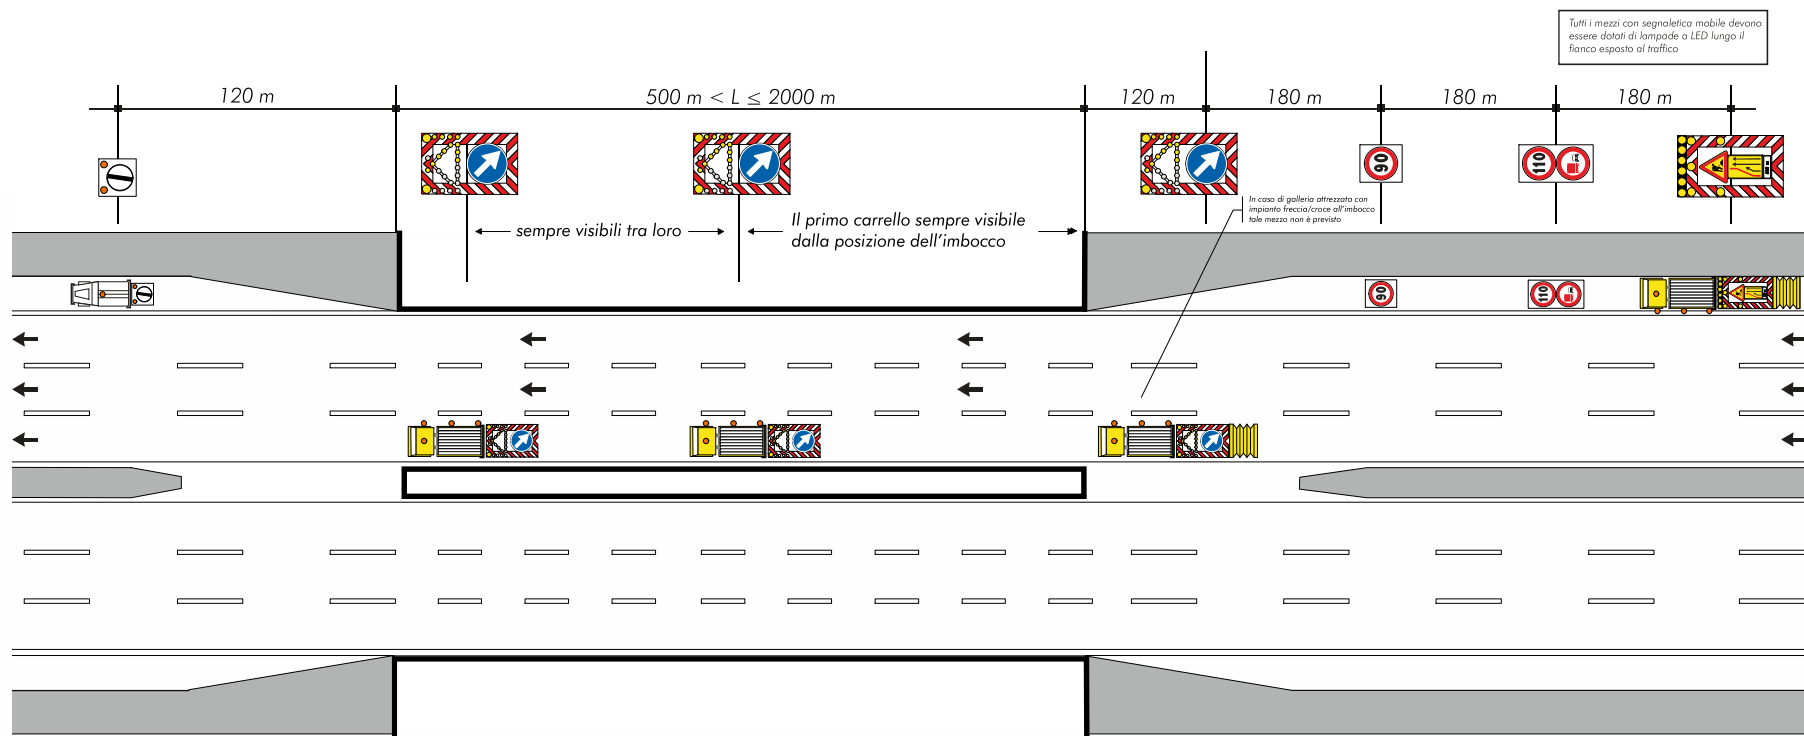 Tutti i mezzi con segnaletica mobile devono
essere dotati di lampade a LED lungo il
fianco esposto al traffico
120 m
500 m < L ≤ 2000 m
120 m
180 m
180 m
180 m
90
110
In caso di galleria attrezzata con
impianto freccia/croce all'imbocco
tale mezzo non è previsto
sempre visibili tra loro
Il primo carrello sempre visibile
dalla posizione dell'imbocco
90
110